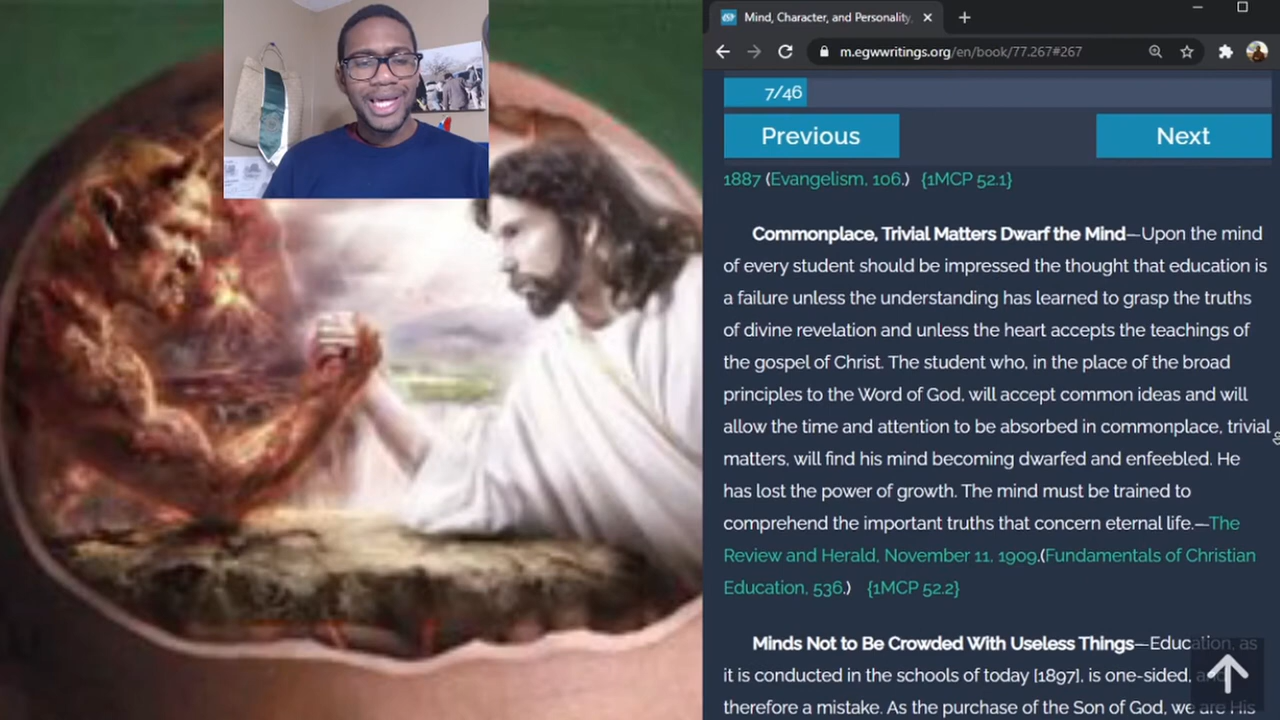 Mind, Character, and Personality,
m.egwwritings.org/en/book/77.267#267
7/46
Previous
Next
1887 (Evangelism, 106.) {1MCP 52.1}
Commonplace, Trivial Matters Dwarf the Mind—Upon the mind
of every student should be impressed the thought that education is
a failure unless the understanding has learned to grasp the truths
of divine revelation and unless the heart accepts the teachings of
the gospel of Christ. The student who, in the place of the broad
principles to the Word of God, will accept common ideas and will
allow the time and attention to be absorbed in commonplace, trivial
matters, will find his mind becoming dwarfed and enfeebled. He
has lost the power of growth. The mind must be trained to
comprehend the important truths that concern eternal life.—The
Review and Herald, November 11, 1909.(Fundamentals of Christian
Education, 536.) {1MCP 52.2}
Minds Not to Be Crowded With Useless Things—Education, as
it is conducted in the schools of today [1897], is one-sided, and
therefore a mistake. As the purchase of the Son of God, we are His